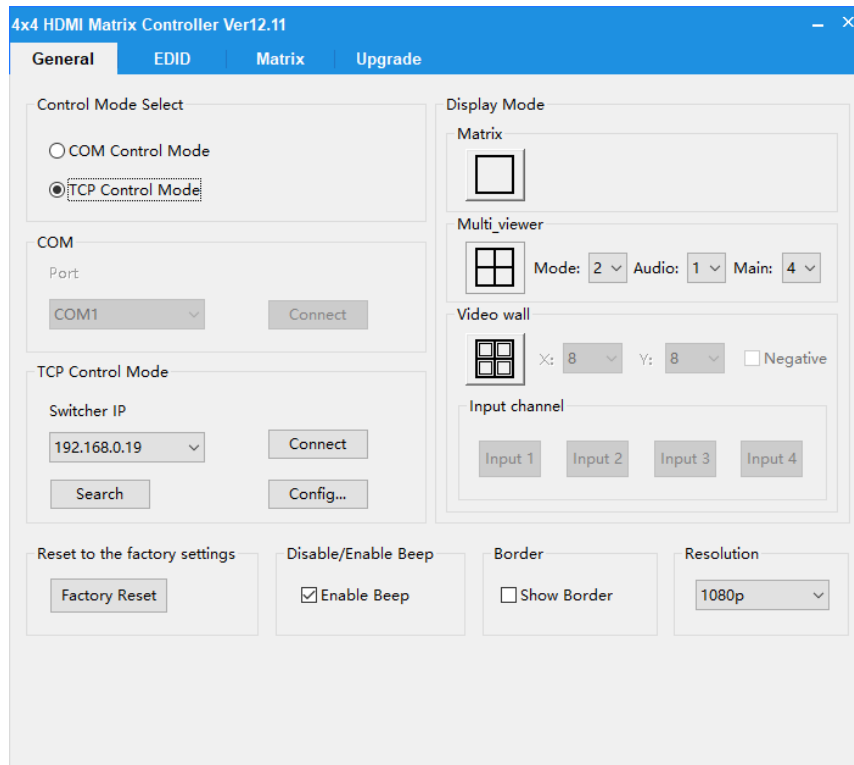 4x4 HDMI Matrix Controller Ver12.11
General EDID Matrix Upgrade
Control Mode Select
COM Control Mode
TCP Control Mode
COM
Port
COM1 Connect
TCP Control Mode
Switcher IP
192.168.0.19 Connect
Search Config...
Display Mode
Matrix
Multi_viewer
Mode: 2 Audio: 1 Main: 4
Video wall
X: 8 Y: 8 Negative
Input channel
Input 1 Input 2 Input 3 Input 4
Reset to the factory settings
Factory Reset
Disable/Enable Beep
Enable Beep
Border
Show Border
Resolution
1080p